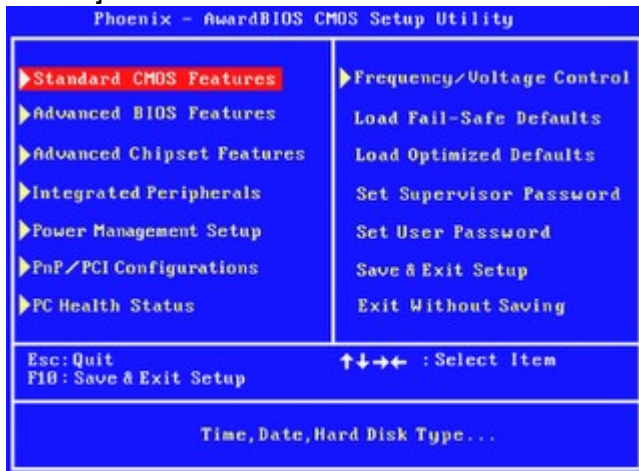 Phoenix - AwardBIOS CMOS Setup Utility
Standard CMOS Features
Advanced BIOS Features
Advanced Chipset Features
Integrated Peripherals
Power Management Setup
PnP/PCI Configurations
PC Health Status
Frequency/Voltage Control
Load Fail-Safe Defaults
Load Optimized Defaults
Set Supervisor Password
Set User Password
Save & Exit Setup
Exit Without Saving
Esc:Quit
F10:Save & Exit Setup
↑↓→← :Select Item
Time,Date,Hard Disk Type...